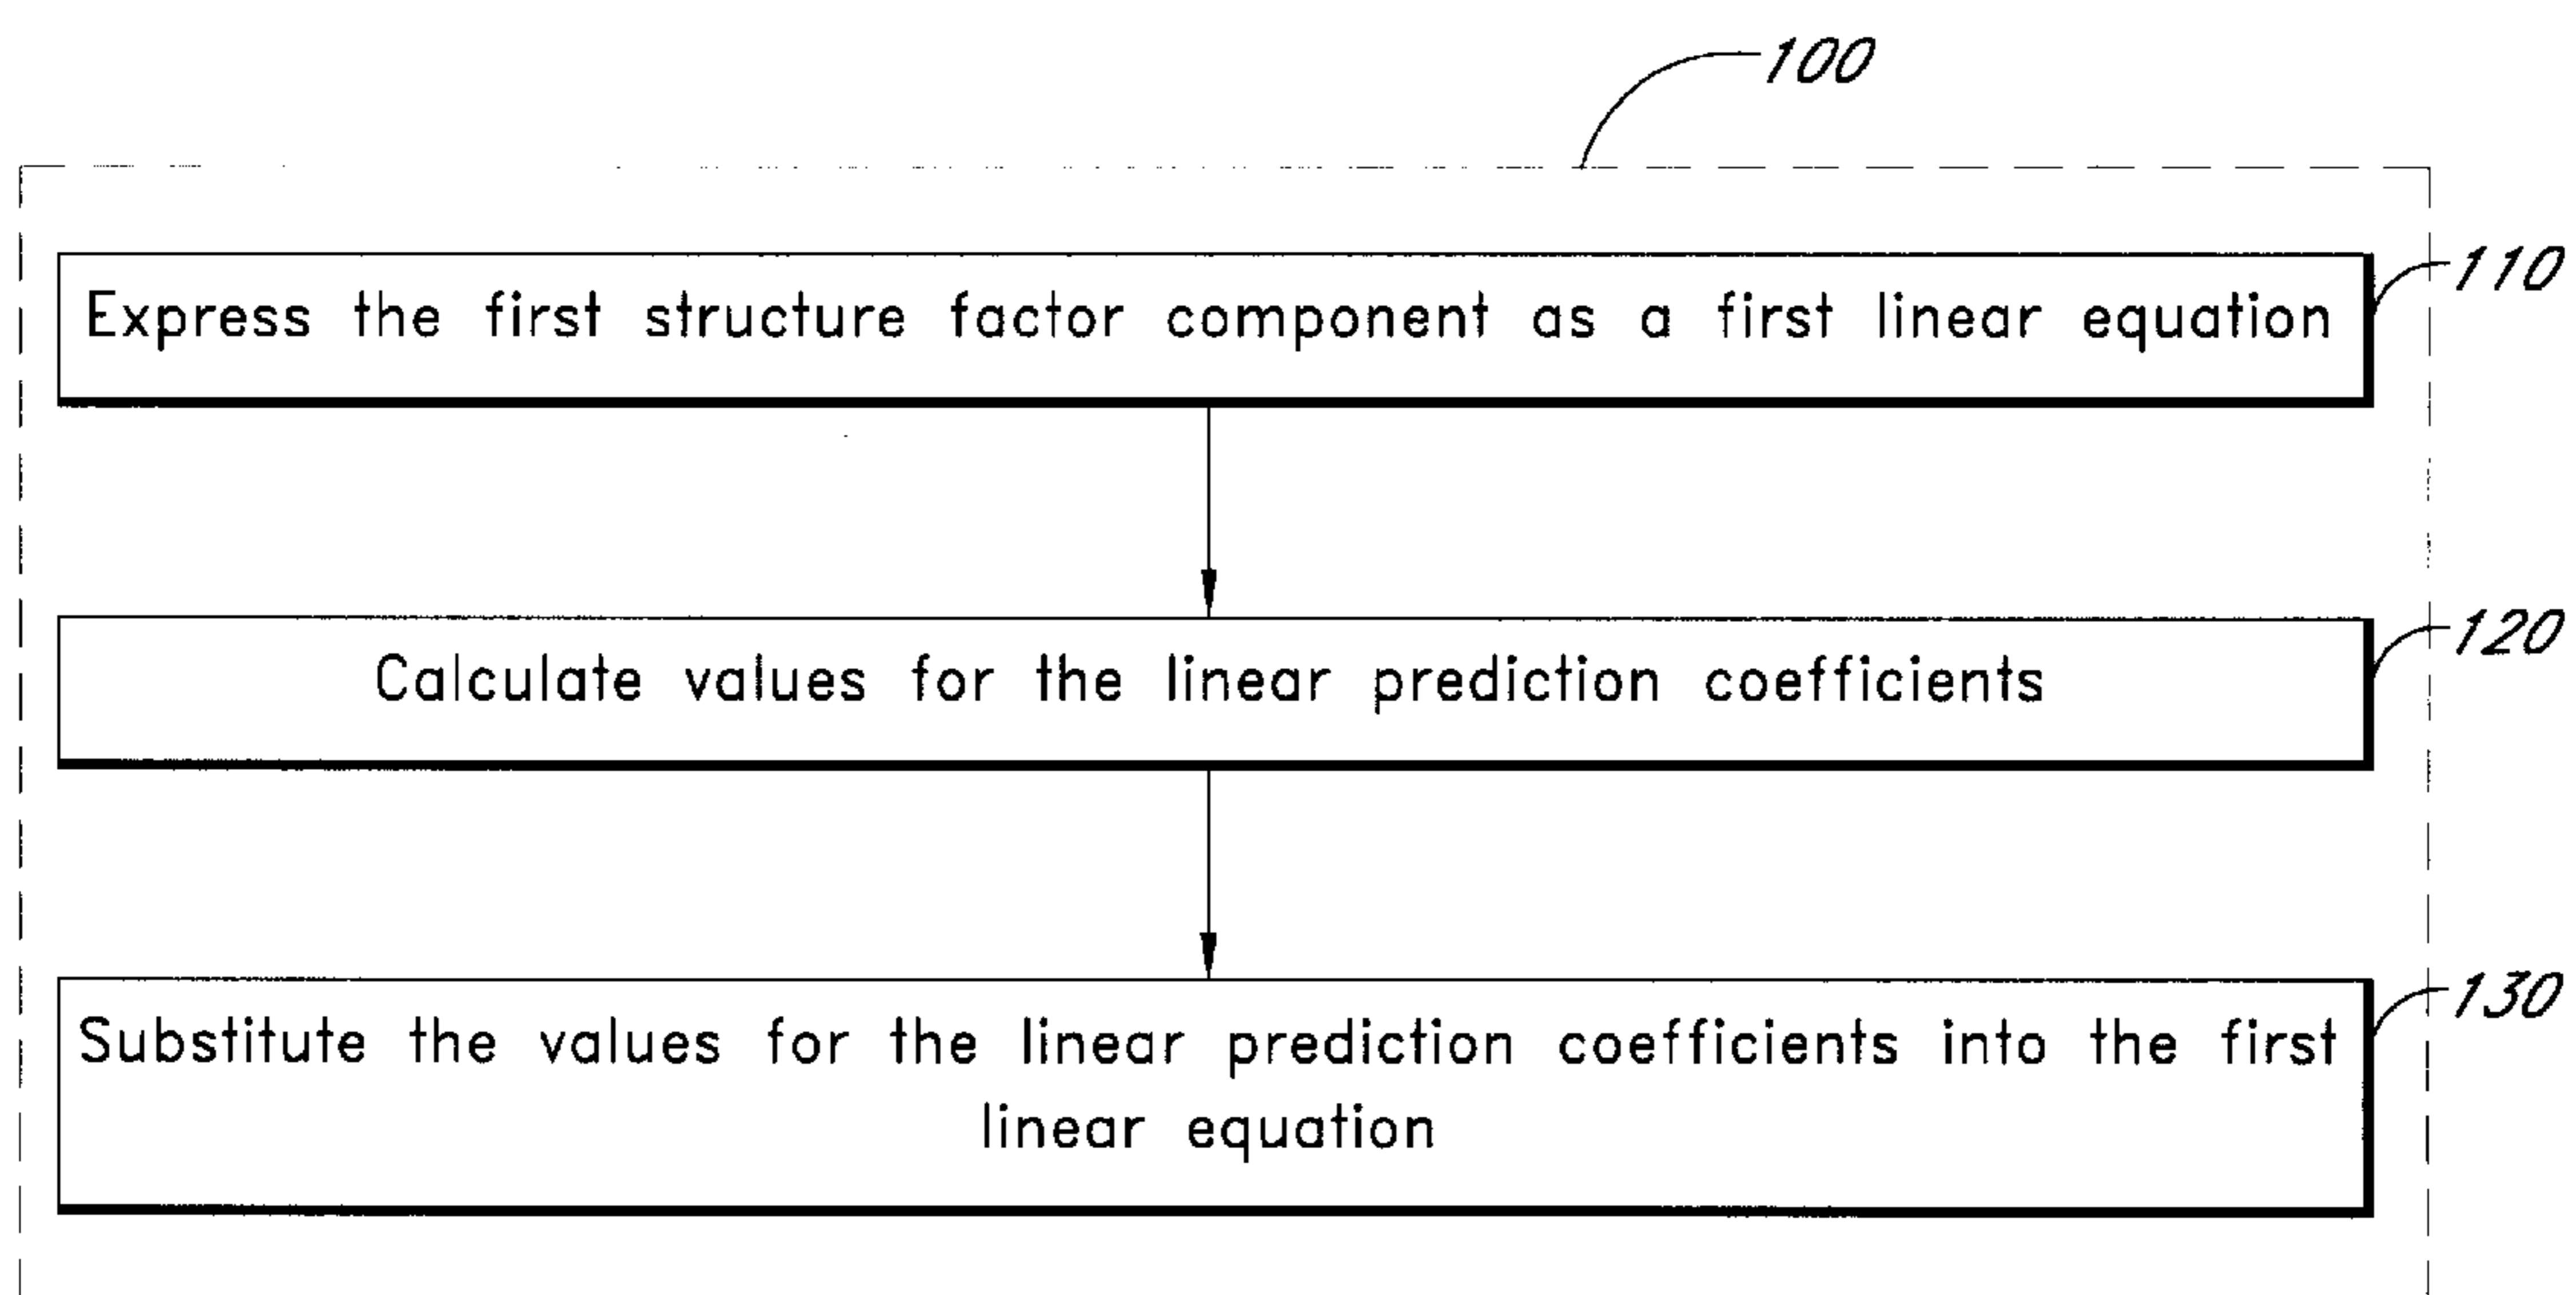 100
Express the first structure factor component as a first linear equation
110
Calculate values for the linear prediction coefficients
120
Substitute the values for the linear prediction coefficients into the first
linear equation
130